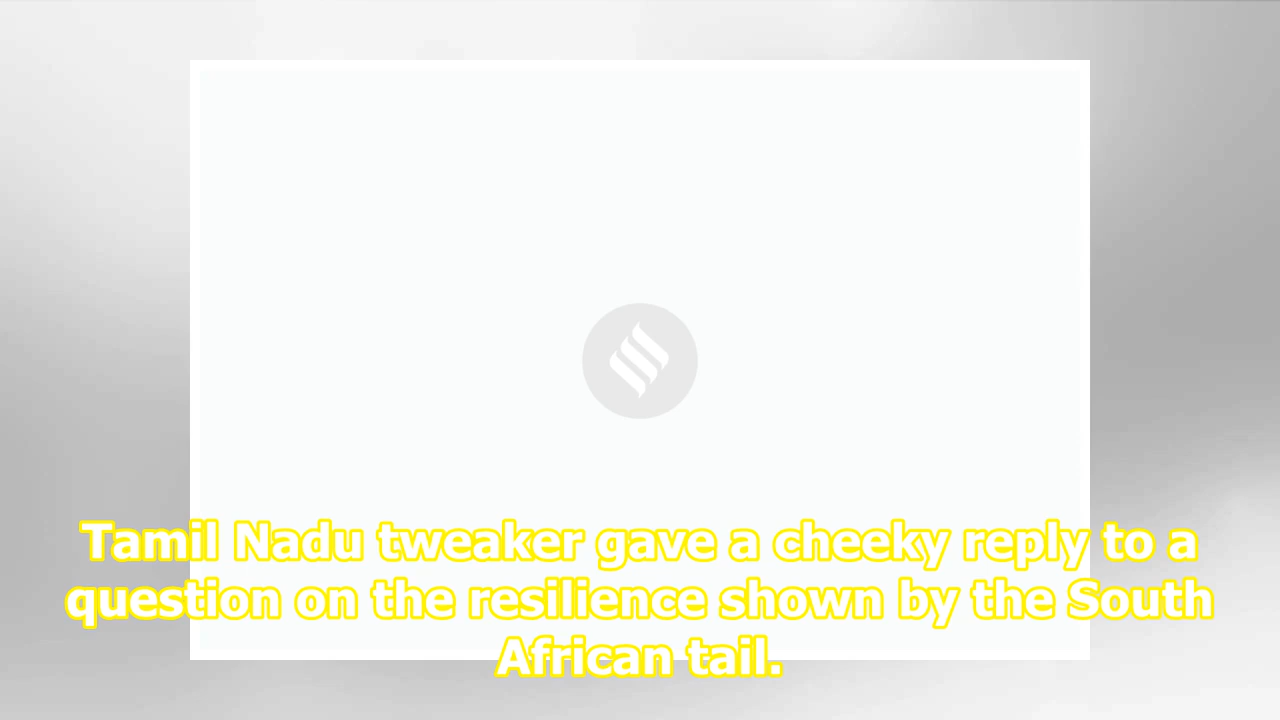 Tamil Nadu tweaker gave a cheeky reply to a
question on the resilience shown by the South
African tail.